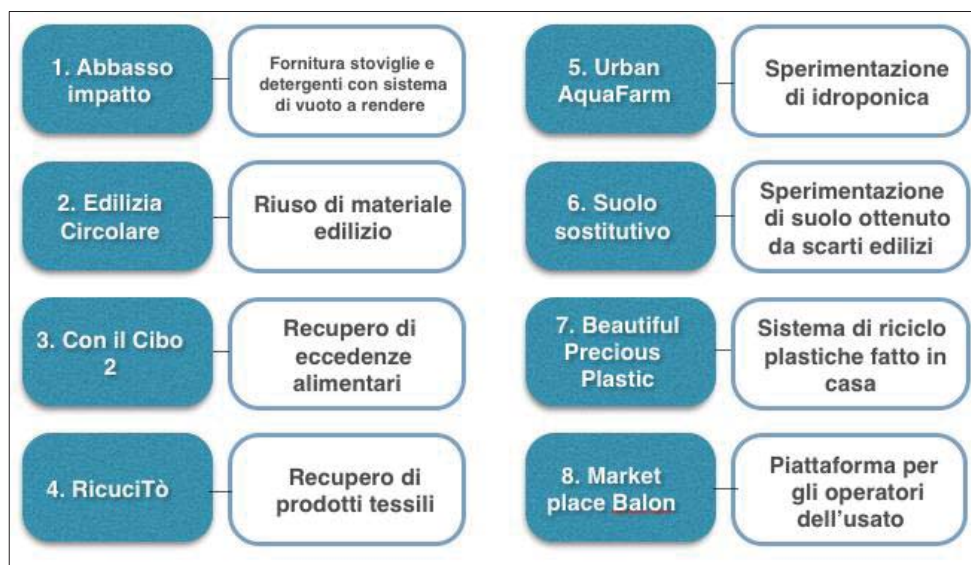 1. Abbasso
impatto
Fornitura stoviglie e
detergenti con sistema
di vuoto a rendere
2. Edilizia
Circolare
Riuso di materiale
edilizio
3. Con il Cibo
2
Recupero di
eccedenze
alimentari
4. RicuciTò
Recupero di
prodotti tessili
5. Urban
AquaFarm
Sperimentazione
di idroponica
6. Suolo
sostitutivo
Sperimentazione
di suolo ottenuto
da scarti edilizi
7. Beautiful
Precious
Plastic
Sistema di riciclo
plastiche fatto in
casa
8. Market
place Balon
Piattaforma per
gli operatori
dell’usato